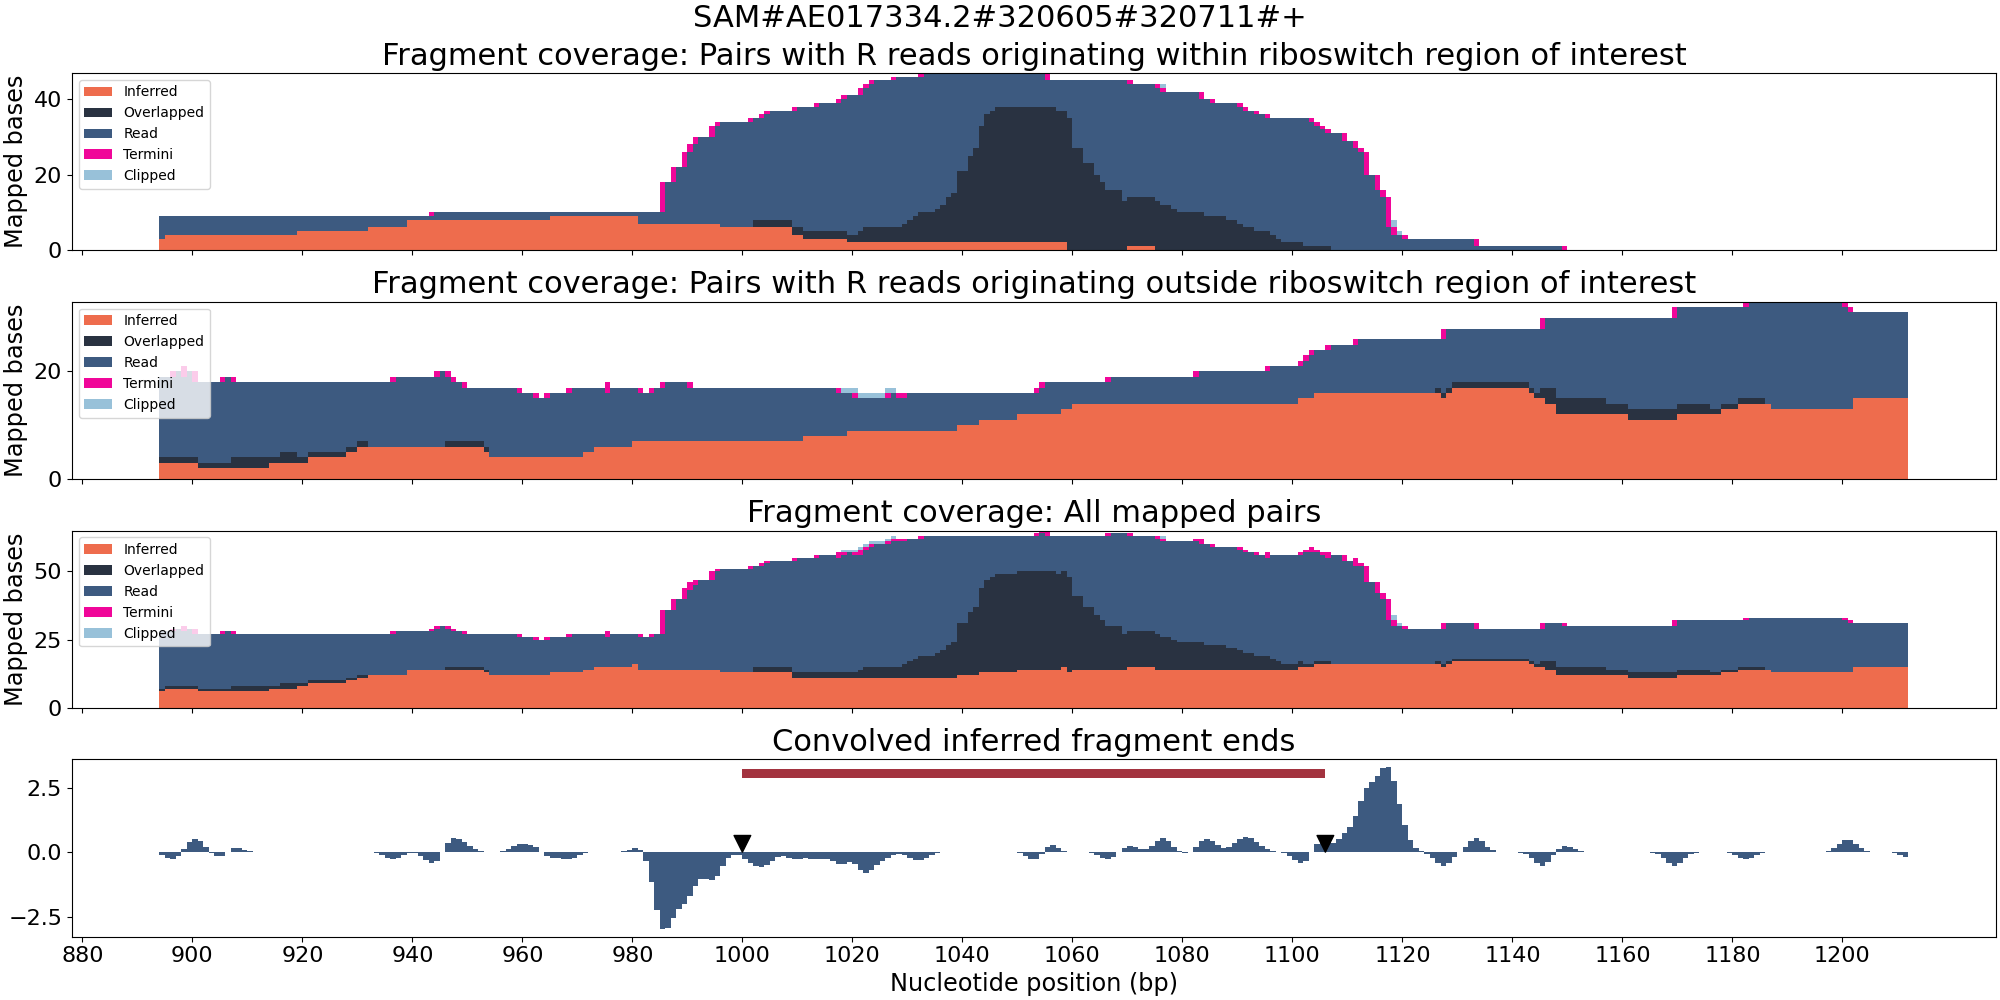 SAM#AE017334.2#320605#320711#+
Fragment coverage: Pairs with R reads originating within riboswitch region of interest
Mapped bases
40
20
0
Inferred
Overlapped
Read
Termini
Clipped
Fragment coverage: Pairs with R reads originating outside riboswitch region of interest
Mapped bases
20
0
Inferred
Overlapped
Read
Termini
Clipped
Fragment coverage: All mapped pairs
Mapped bases
50
25
0
Inferred
Overlapped
Read
Termini
Clipped
Convolved inferred fragment ends
2.5
0.0
−2.5
880 900 920 940 960 980 1000 1020 1040 1060 1080 1100 1120 1140 1160 1180 1200
Nucleotide position (bp)